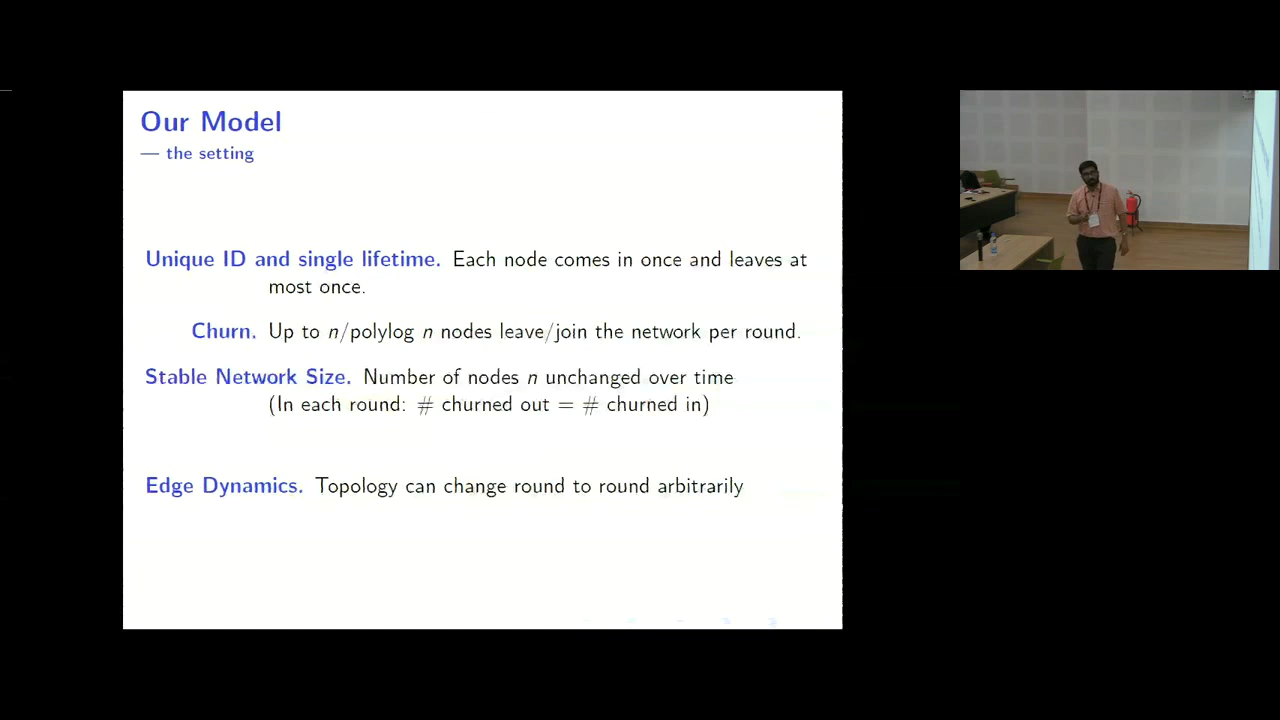 Our Model
— the setting
Unique ID and single lifetime. Each node comes in once and leaves at
most once.
Churn. Up to n/polylog n nodes leave/join the network per round.
Stable Network Size. Number of nodes n unchanged over time
(In each round: # churned out = # churned in)
Edge Dynamics. Topology can change round to round arbitrarily